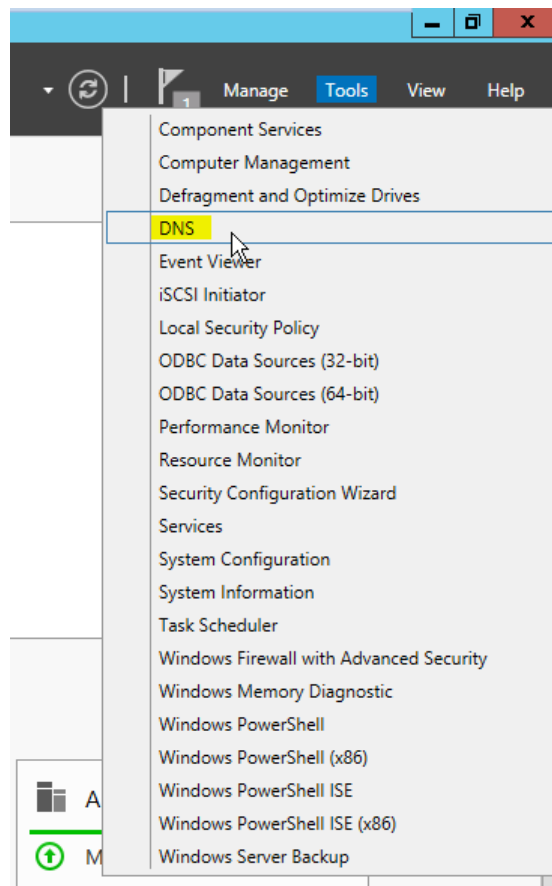 Manage Tools View Help
1
Component Services
Computer Management
Defragment and Optimize Drives
DNS
Event Viewer
iSCSI Initiator
Local Security Policy
ODBC Data Sources (32-bit)
ODBC Data Sources (64-bit)
Performance Monitor
Resource Monitor
Security Configuration Wizard
Services
System Configuration
System Information
Task Scheduler
Windows Firewall with Advanced Security
Windows Memory Diagnostic
Windows PowerShell
Windows PowerShell (x86)
Windows PowerShell ISE
A
Windows PowerShell ISE (x86)
M
Windows Server Backup